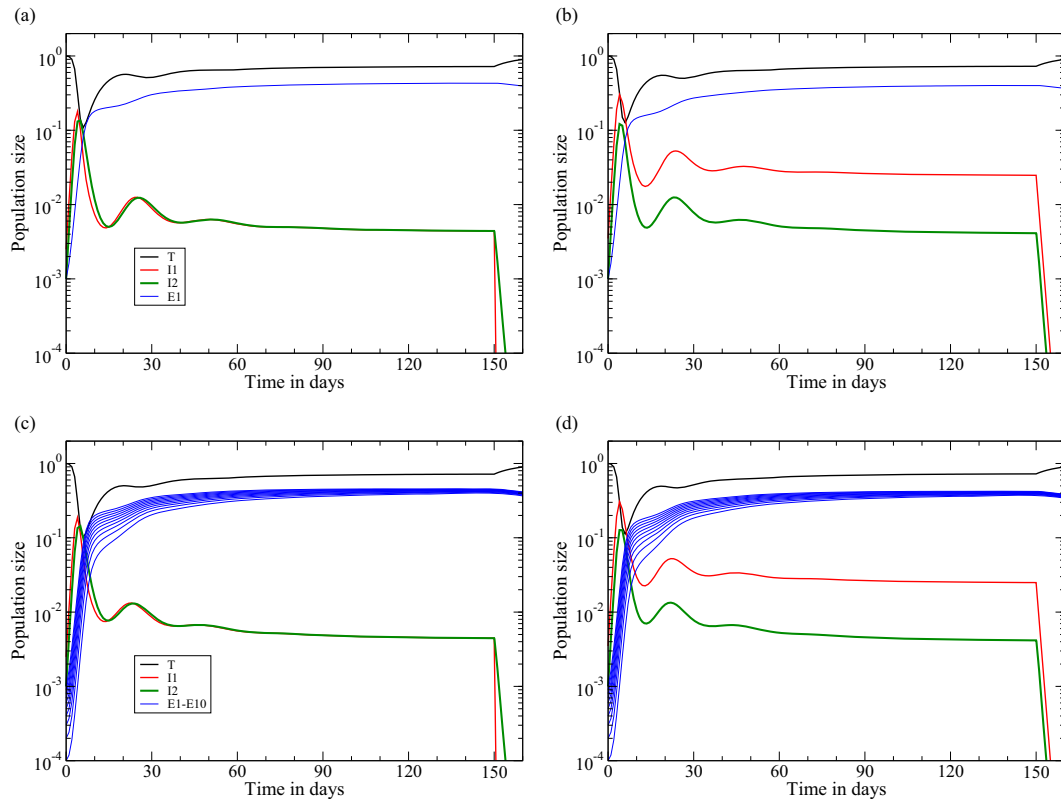 (a)
10^0
10^-1
10^-2
10^-3
10^-4
Population size
T
I1
I2
E1
0 30 60 90 120 150
Time in days
(b)
10^0
10^-1
10^-2
10^-3
10^-4
Population size
0 30 60 90 120 150
Time in days
(c)
10^0
10^-1
10^-2
10^-3
10^-4
Population size
T
I1
I2
E1-E10
0 30 60 90 120 150
Time in days
(d)
10^0
10^-1
10^-2
10^-3
10^-4
Population size
0 30 60 90 120 150
Time in days